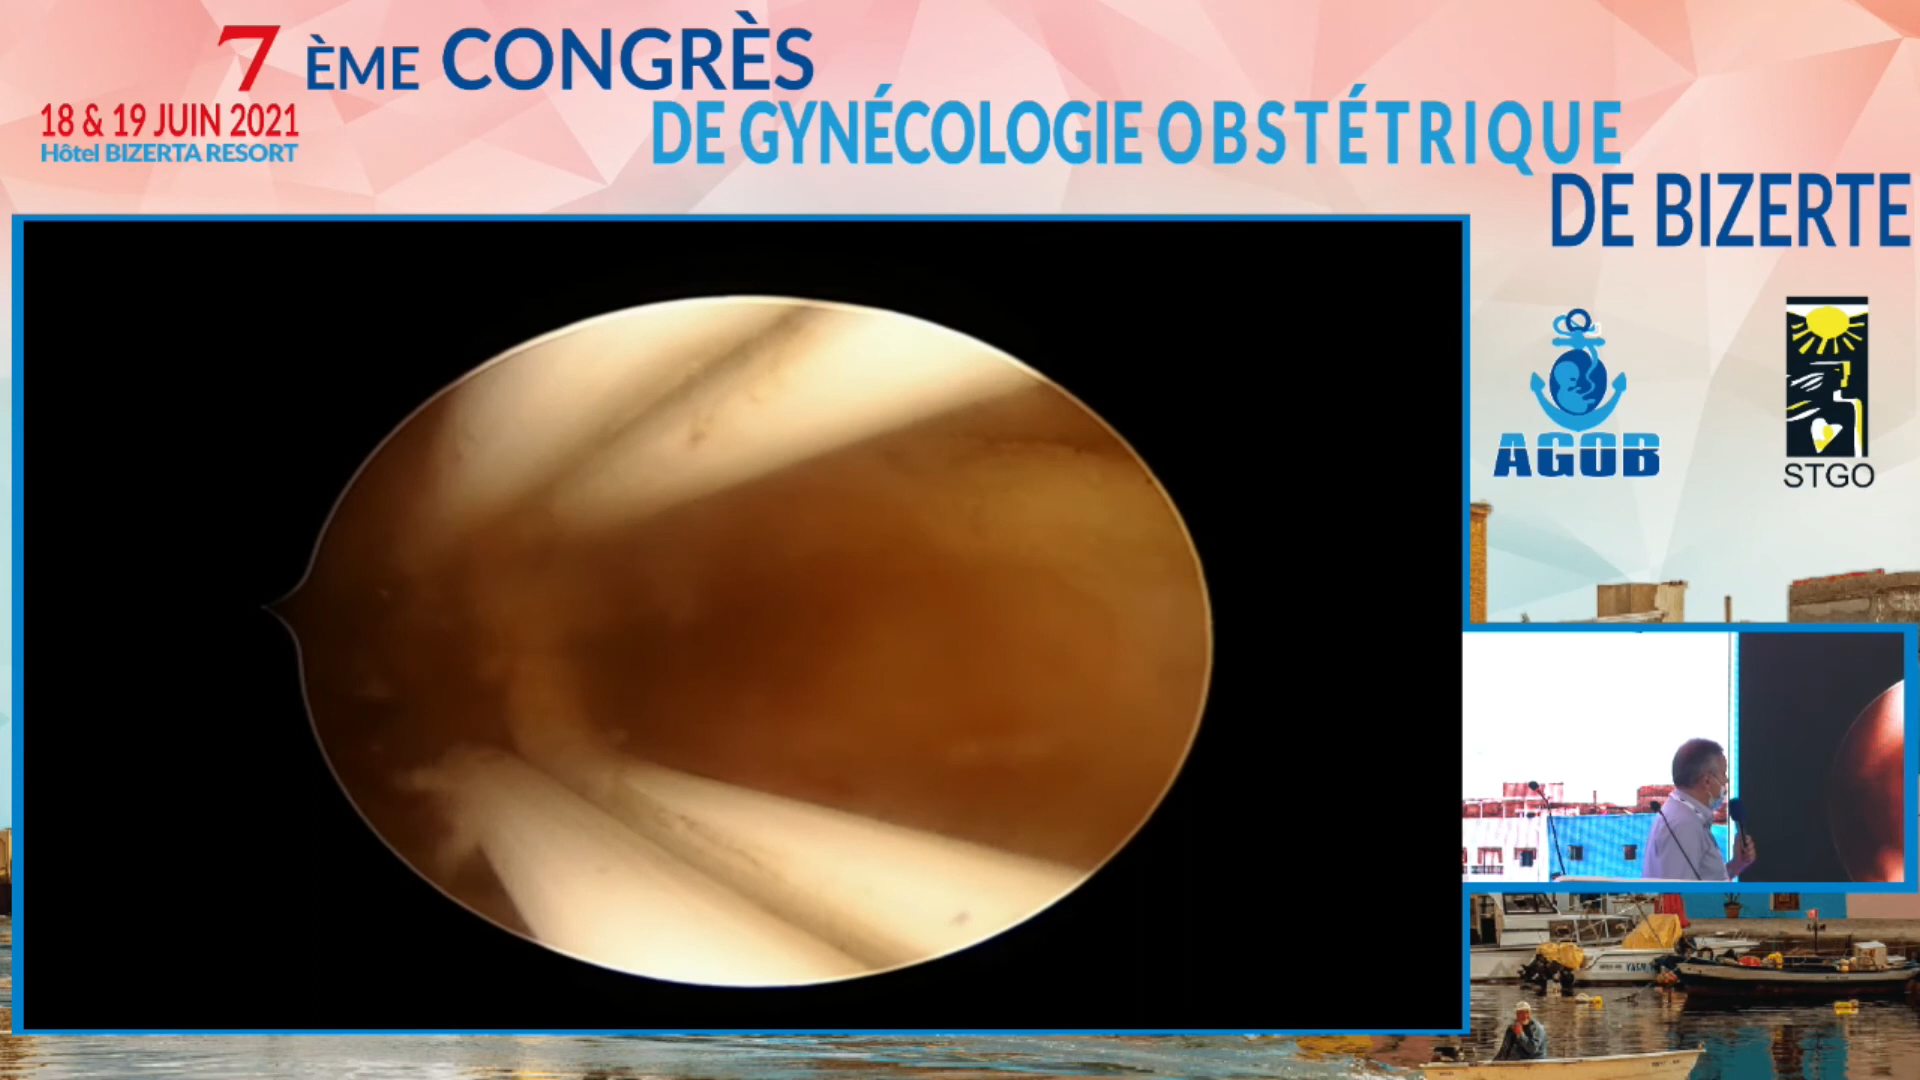 7 ÈME CONGRÈS
DE GYNÉCOLOGIE OBSTÉTRIQUE
DE BIZERTE
18 & 19 JUIN 2021
Hôtel BIZERTA RESORT
AGOB
STGO